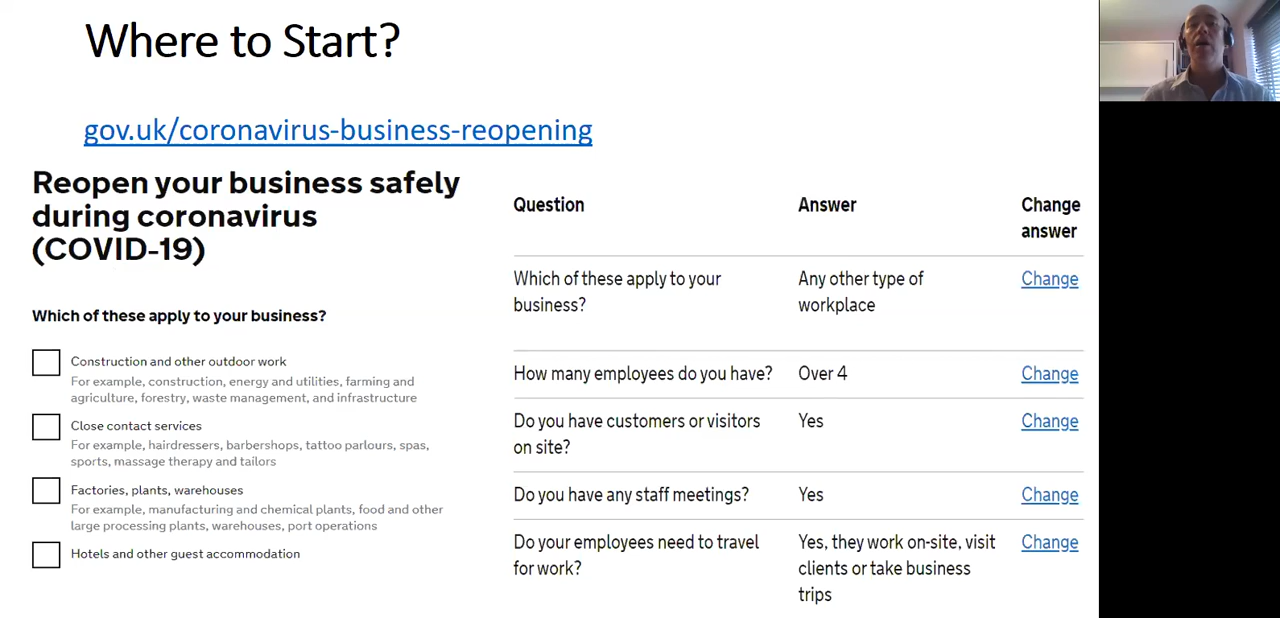 Where to Start?
gov.uk/coronavirus-business-reopening
Reopen your business safely
during coronavirus
(COVID-19)
Which of these apply to your business?
Construction and other outdoor work
For example, construction, energy and utilities, farming and
agriculture, forestry, waste management, and infrastructure
Close contact services
For example, hairdressers, barbershops, tattoo parlours, spas,
sports, massage therapy and tailors
Factories, plants, warehouses
For example, manufacturing and chemical plants, food and other
large processing plants, warehouses, port operations
Hotels and other guest accommodation
Question Answer Change
answer
Which of these apply to your Any other type of Change
business? workplace
How many employees do you have? Over 4 Change
Do you have customers or visitors Yes Change
on site?
Do you have any staff meetings? Yes Change
Do your employees need to travel Yes, they work on-site, visit Change
for work? clients or take business
trips